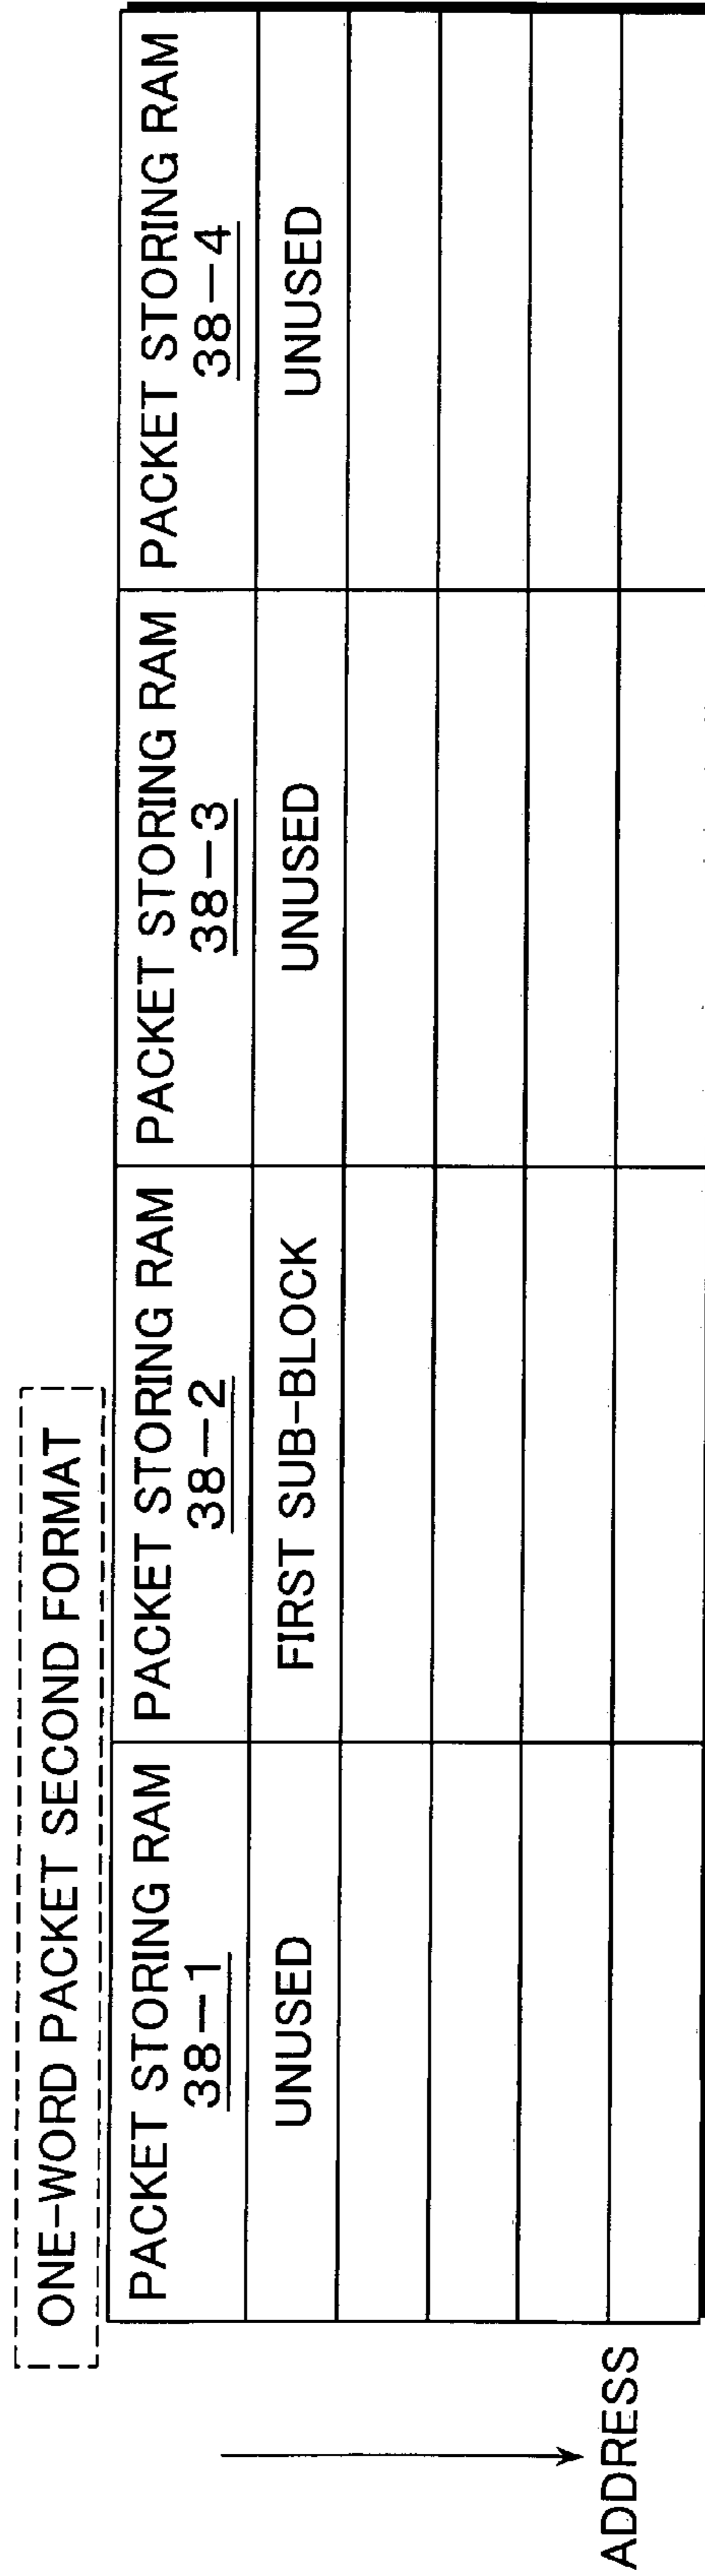 ONE-WORD PACKET SECOND FORMAT
PACKET STORING RAM
38-1
PACKET STORING RAM
38-2
PACKET STORING RAM
38-3
PACKET STORING RAM
38-4
UNUSED
FIRST SUB-BLOCK
UNUSED
UNUSED
ADDRESS